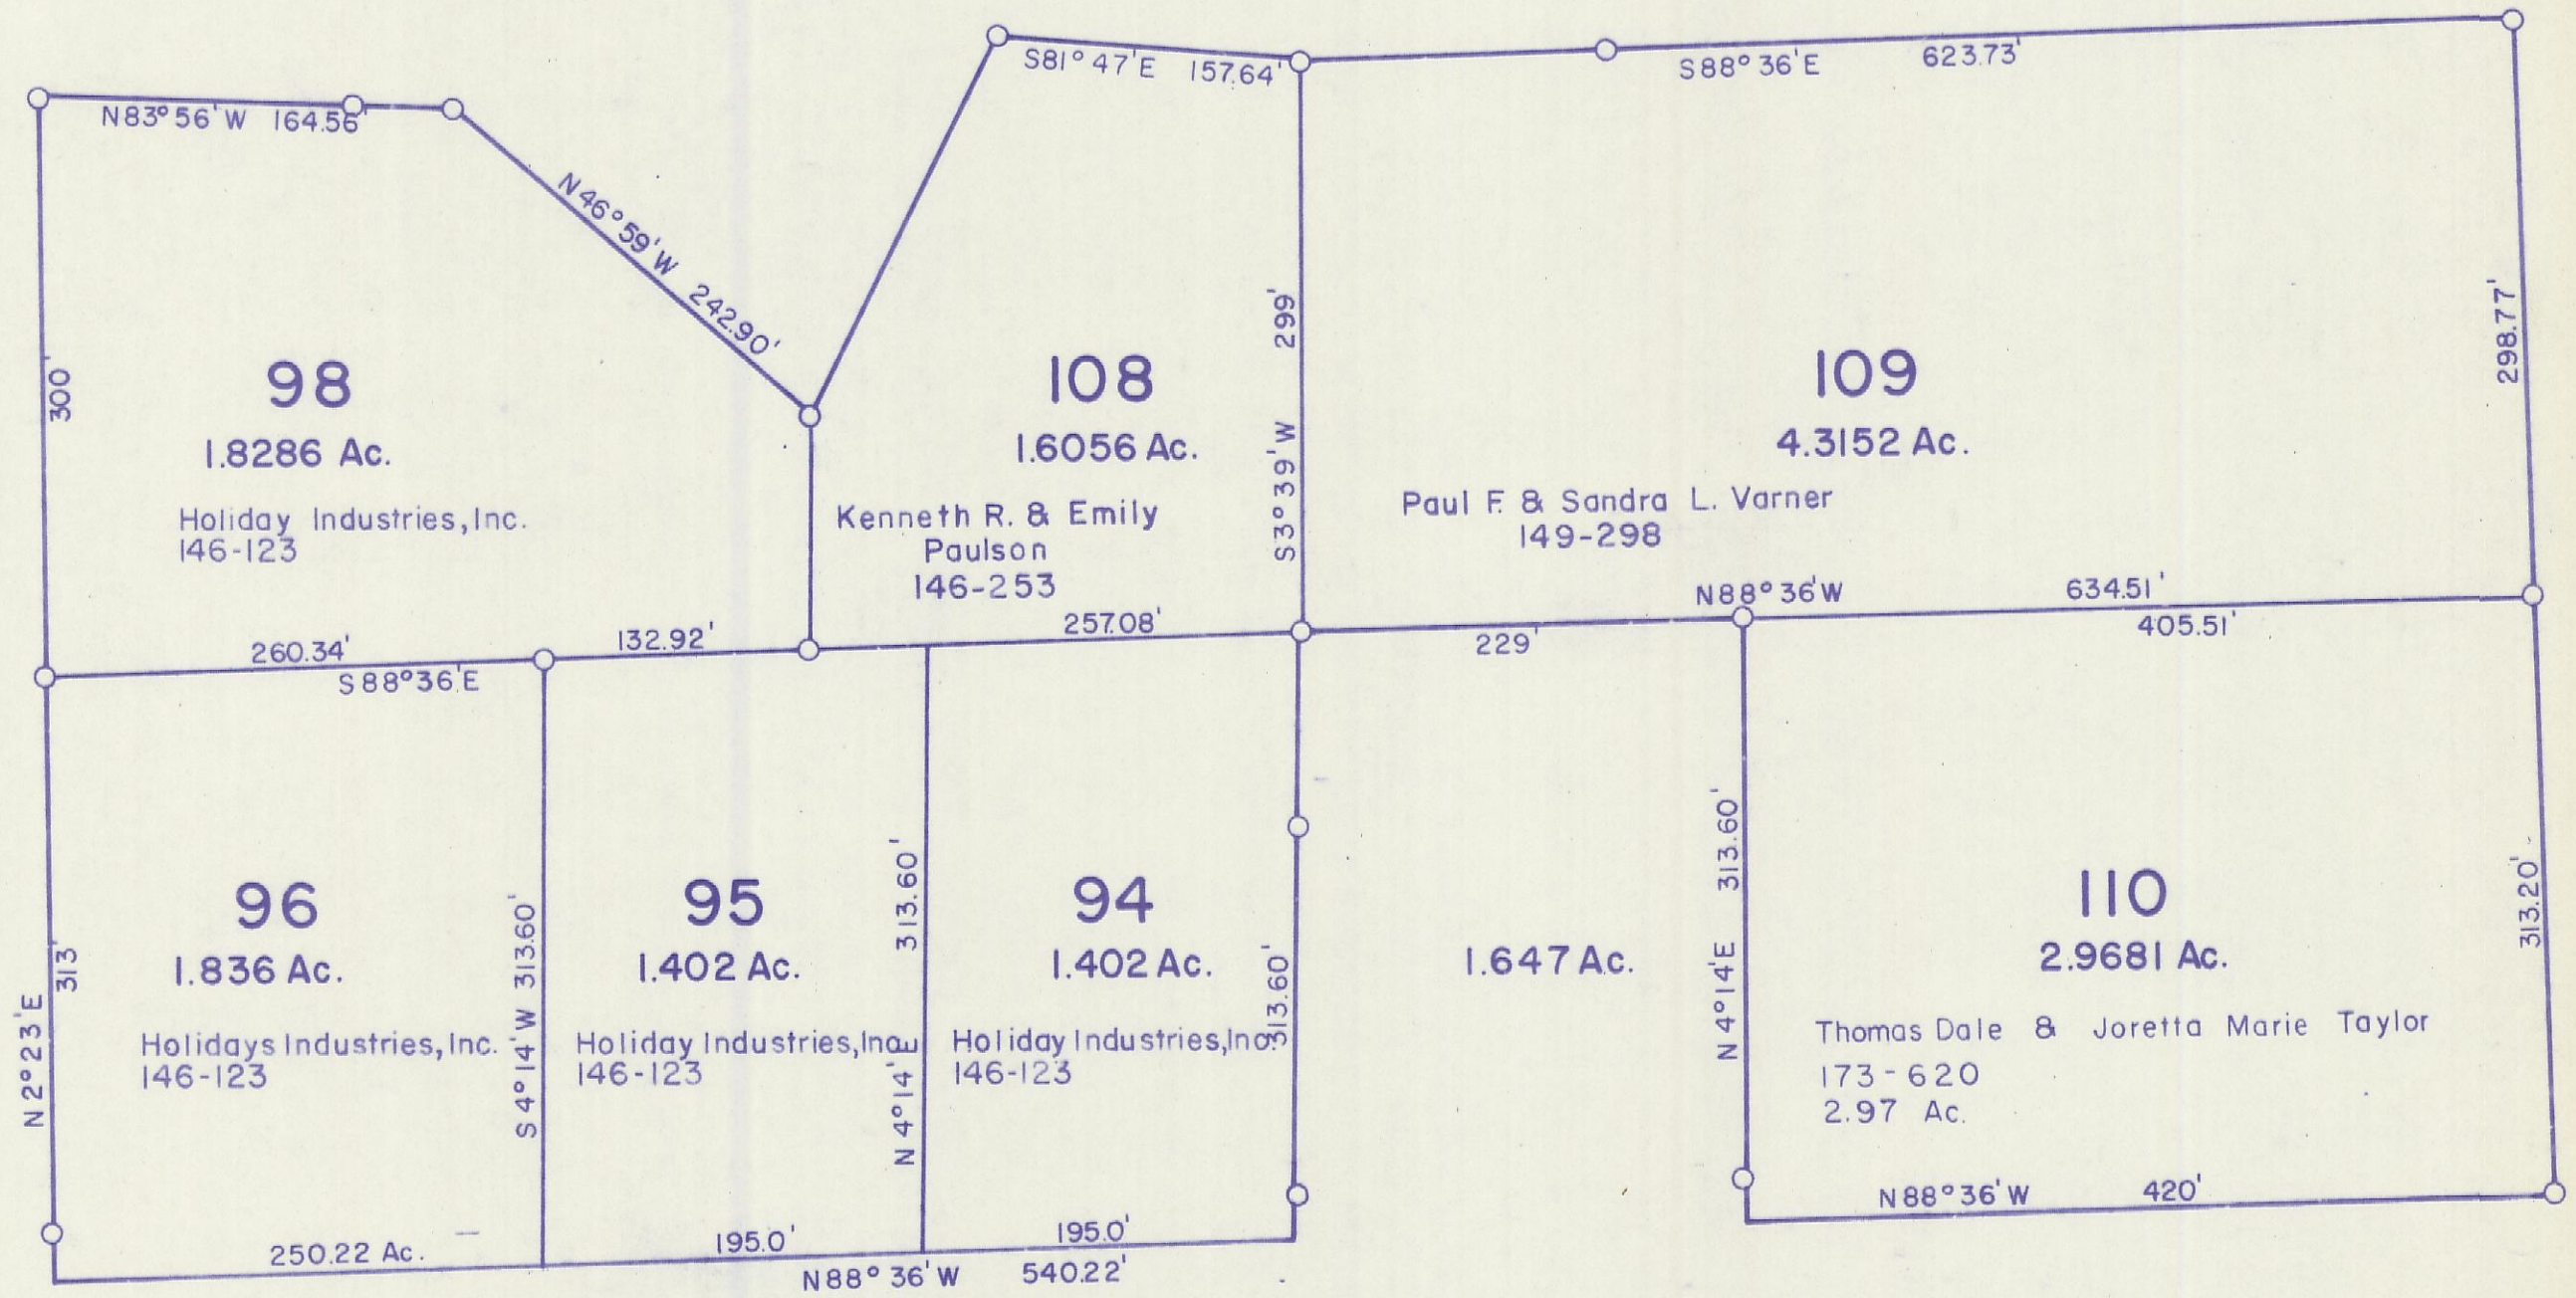 S81°47'E 157.64'
S88°36'E 623.73'
N83°56'W 164.56'
N46°59'W 242.90'
300'
98
1.8286 Ac.
Holiday Industries, Inc.
146-123
108
1.6056 Ac.
Kenneth R. & Emily
Paulson
146-253
257.08'
S3°39'W 299'
109
4.3152 Ac.
Paul F. & Sandra L. Varner
149-298
298.77'
N88°36'W 634.51'
229'
405.51'
260.34'
132.92'
S88°36'E
N2°23'E 313'
96
1.836 Ac.
Holidays Industries, Inc.
146-123
250.22 Ac.
S4°14'W 313.60'
95
1.402 Ac.
Holiday Industries, Inc.
146-123
195.0'
N4°14'E 313.60'
94
1.402 Ac.
Holiday Industries, Inc.
146-123
195.0'
313.60'
N88°36'W 540.22'
1.647 Ac.
N4°14'E 313.60'
110
2.9681 Ac.
Thomas Dale & Joretta Marie Taylor
173-620
2.97 Ac.
313.20'
N88°36'W 420'